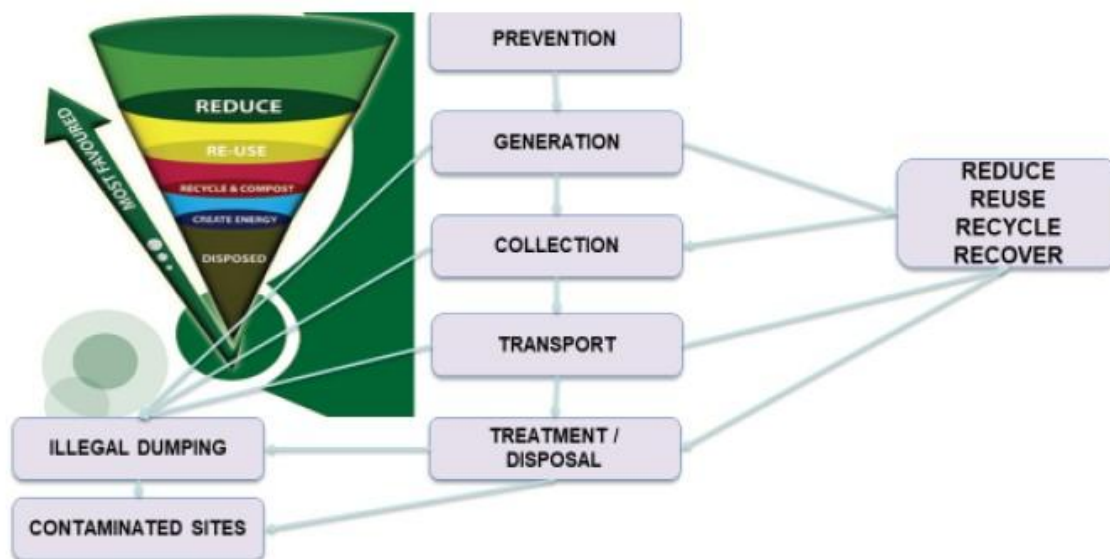 PREVENTION
REDUCE
GENERATION
RE-USE
MOST FAVOURED
RECYCLE & COMPOST
REDUCE
REUSE
RECYCLE
RECOVER
CREATE ENERGY
COLLECTION
DISPOSED
TRANSPORT
ILLEGAL DUMPING
TREATMENT /
DISPOSAL
CONTAMINATED SITES